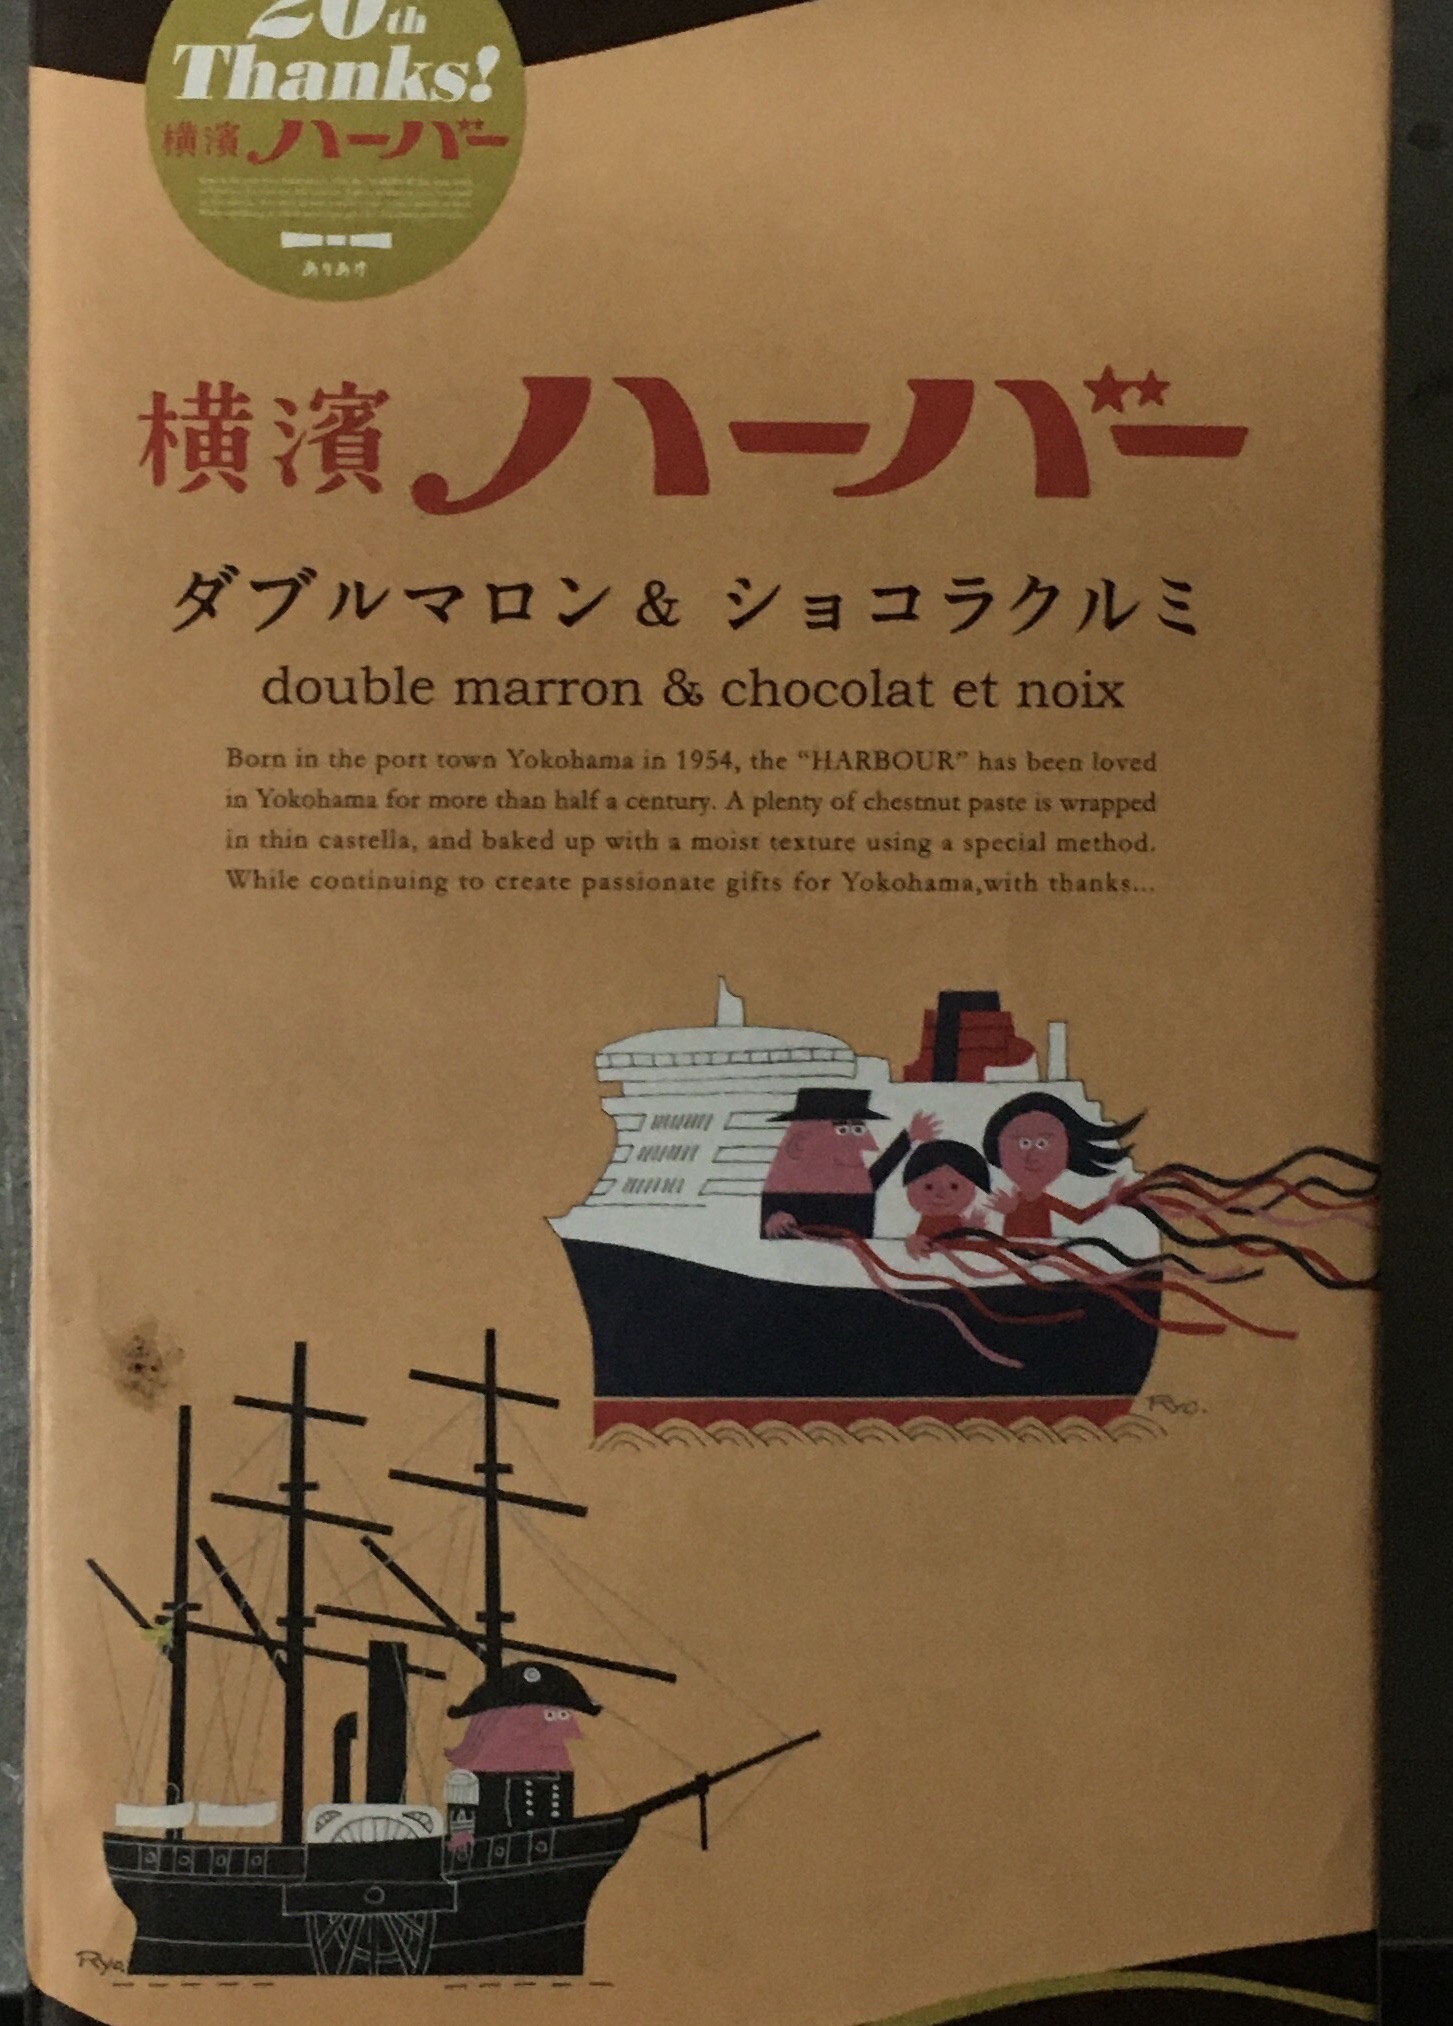 20th
Thanks!
横濱ハーバー
ありあけ
横濱ハーバー
ダブルマロン& ショコラクルミ
double marron & chocolat et noix
Born in the port town Yokohama in 1954, the “HARBOUR” has been loved
in Yokohama for more than half a century. A plenty of chestnut paste is wrapped
in thin castella, and baked up with a moist texture using a special method.
While continuing to create passionate gifts for Yokohama,with thanks...
Ryo.
Ryo.